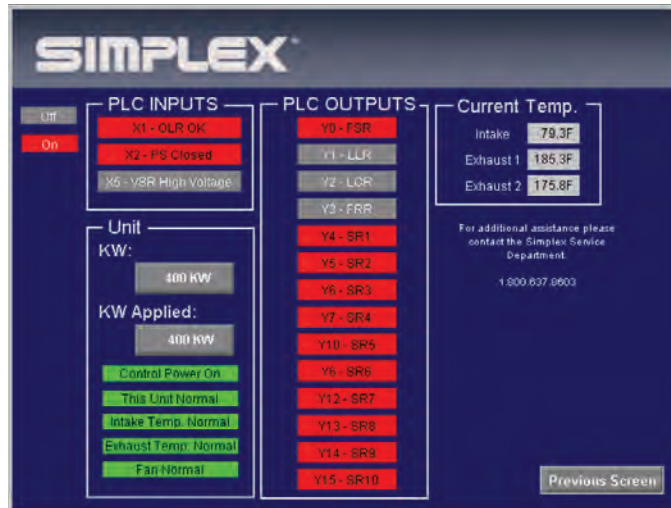 SIMPLEX
Off
On
PLC INPUTS
X1 - OLR OK
X2 - PS Closed
X5 - VSR High Voltage
Unit
KW:
400 KW
KW Applied:
400 KW
Control Power On
This Unit Normal
Intake Temp. Normal
Exhaust Temp. Normal
Fan Normal
PLC OUTPUTS
Y0 - FSR
Y1 - LLR
Y2 - LCR
Y3 - FRR
Y4 - SR1
Y5 - SR2
Y6 - SR3
Y7 - SR4
Y10 - SR5
Y6 - SR6
Y12 - SR7
Y13 - SR8
Y14 - SR9
Y15 - SR10
Current Temp.
Intake 79.3F
Exhaust 1 185.3F
Exhaust 2 175.8F
For additional assistance please
contact the Simplex Service
Department.
1.800.637.8603
Previous Screen